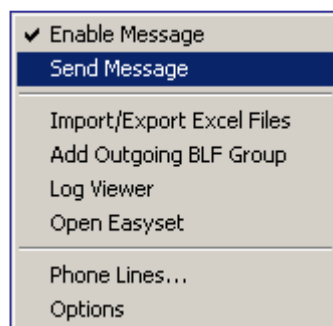 Enable Message
Send Message
Import/Export Excel Files
Add Outgoing BLF Group
Log Viewer
Open Easyset
Phone Lines...
Options